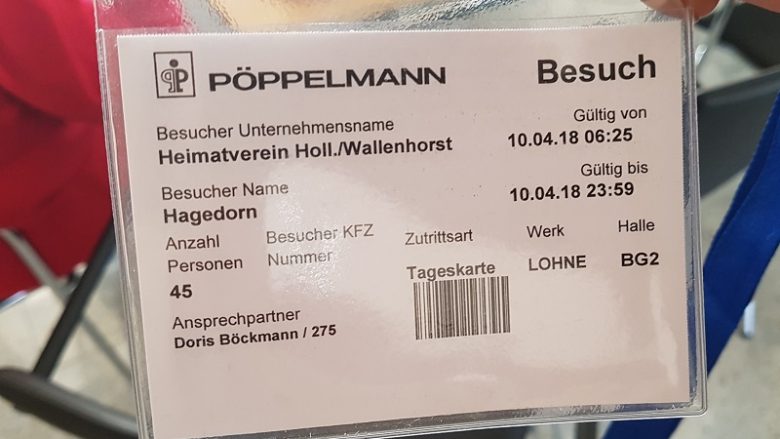 PÖPPELMANN
Besuch
Besucher Unternehmensname
Heimatverein Holl./Wallenhorst
Gültig von
10.04.18 06:25
Besucher Name
Hagedorn
Gültig bis
10.04.18 23:59
Anzahl Personen
45
Besucher KFZ Nummer
Zutrittsart
Tageskarte
Werk
LOHNE
Halle
BG2
Ansprechpartner
Doris Böckmann / 275